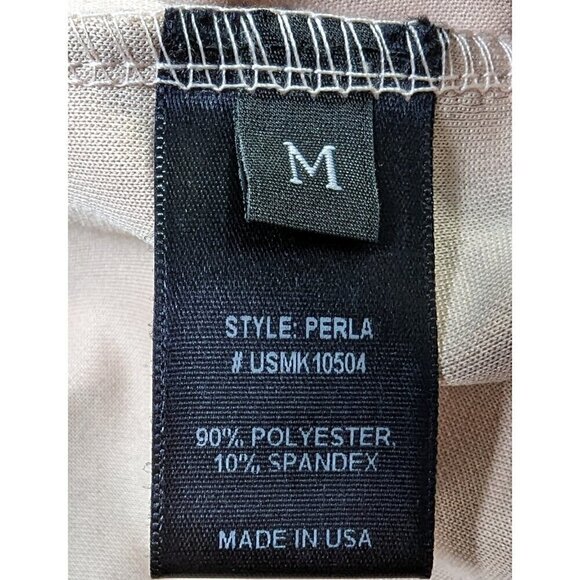 M
STYLE: PERLA
# USMK10504
90% POLYESTER,
10% SPANDEX
MADE IN USA